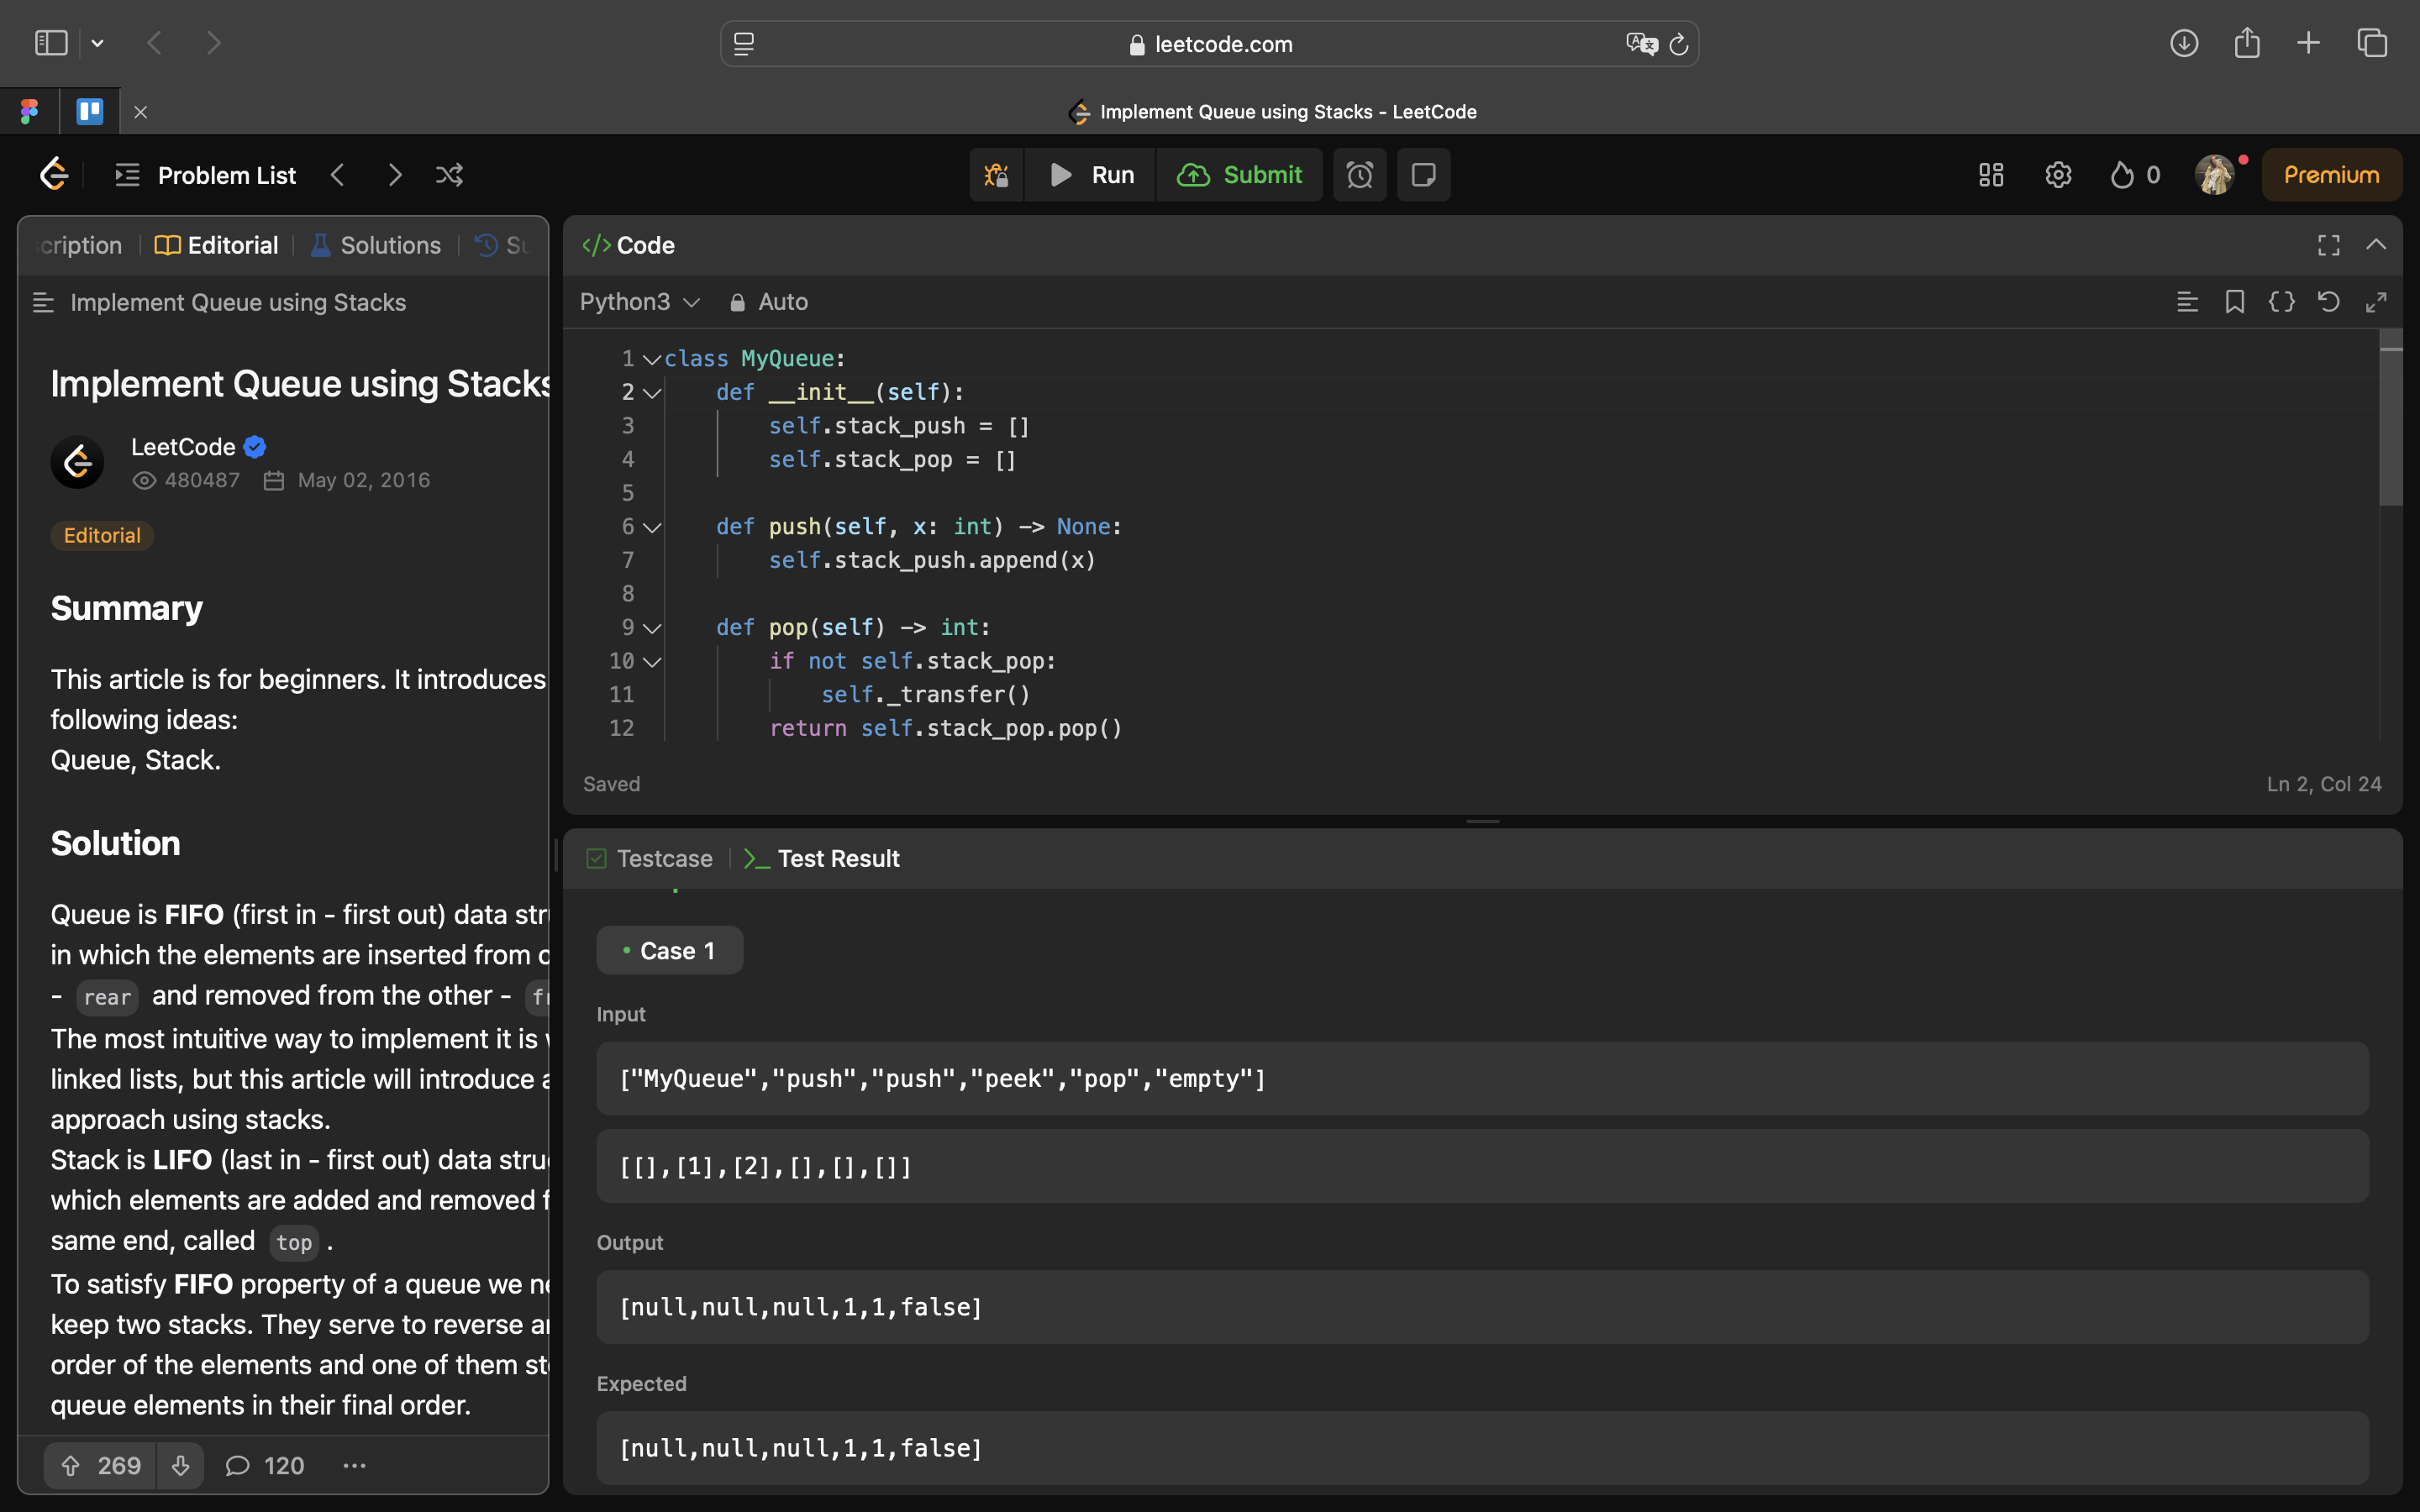 leetcode.com
Implement Queue using Stacks - LeetCode
Problem List
Run
Submit
0
Premium
Editorial
Solutions
Implement Queue using Stacks
Implement Queue using Stacks
LeetCode
480487 May 02, 2016
Editorial
Summary
This article is for beginners. It introduces
following ideas:
Queue, Stack.
Solution
Queue is FIFO (first in - first out) data
in which the elements are inserted from
- rear and removed from the other -
The most intuitive way to implement it is
linked lists, but this article will introduce
approach using stacks.
Stack is LIFO (last in - first out) data
which elements are added and removed
same end, called top .
To satisfy FIFO property of a queue we
keep two stacks. They serve to reverse
order of the elements and one of them
queue elements in their final order.
269 120 ...
</> Code
Python3 Auto
1 class MyQueue:
2 def __init__(self):
3 self.stack_push = []
4 self.stack_pop = []
5
6 def push(self, x: int) -> None:
7 self.stack_push.append(x)
8
9 def pop(self) -> int:
10 if not self.stack_pop:
11 self._transfer()
12 return self.stack_pop.pop()
Saved Ln 2, Col 24
Testcase
Test Result
Case 1
Input
["MyQueue","push","push","peek","pop","empty"]
[[],[1],[2],[],[],[]]
Output
[null,null,null,1,1,false]
Expected
[null,null,null,1,1,false]